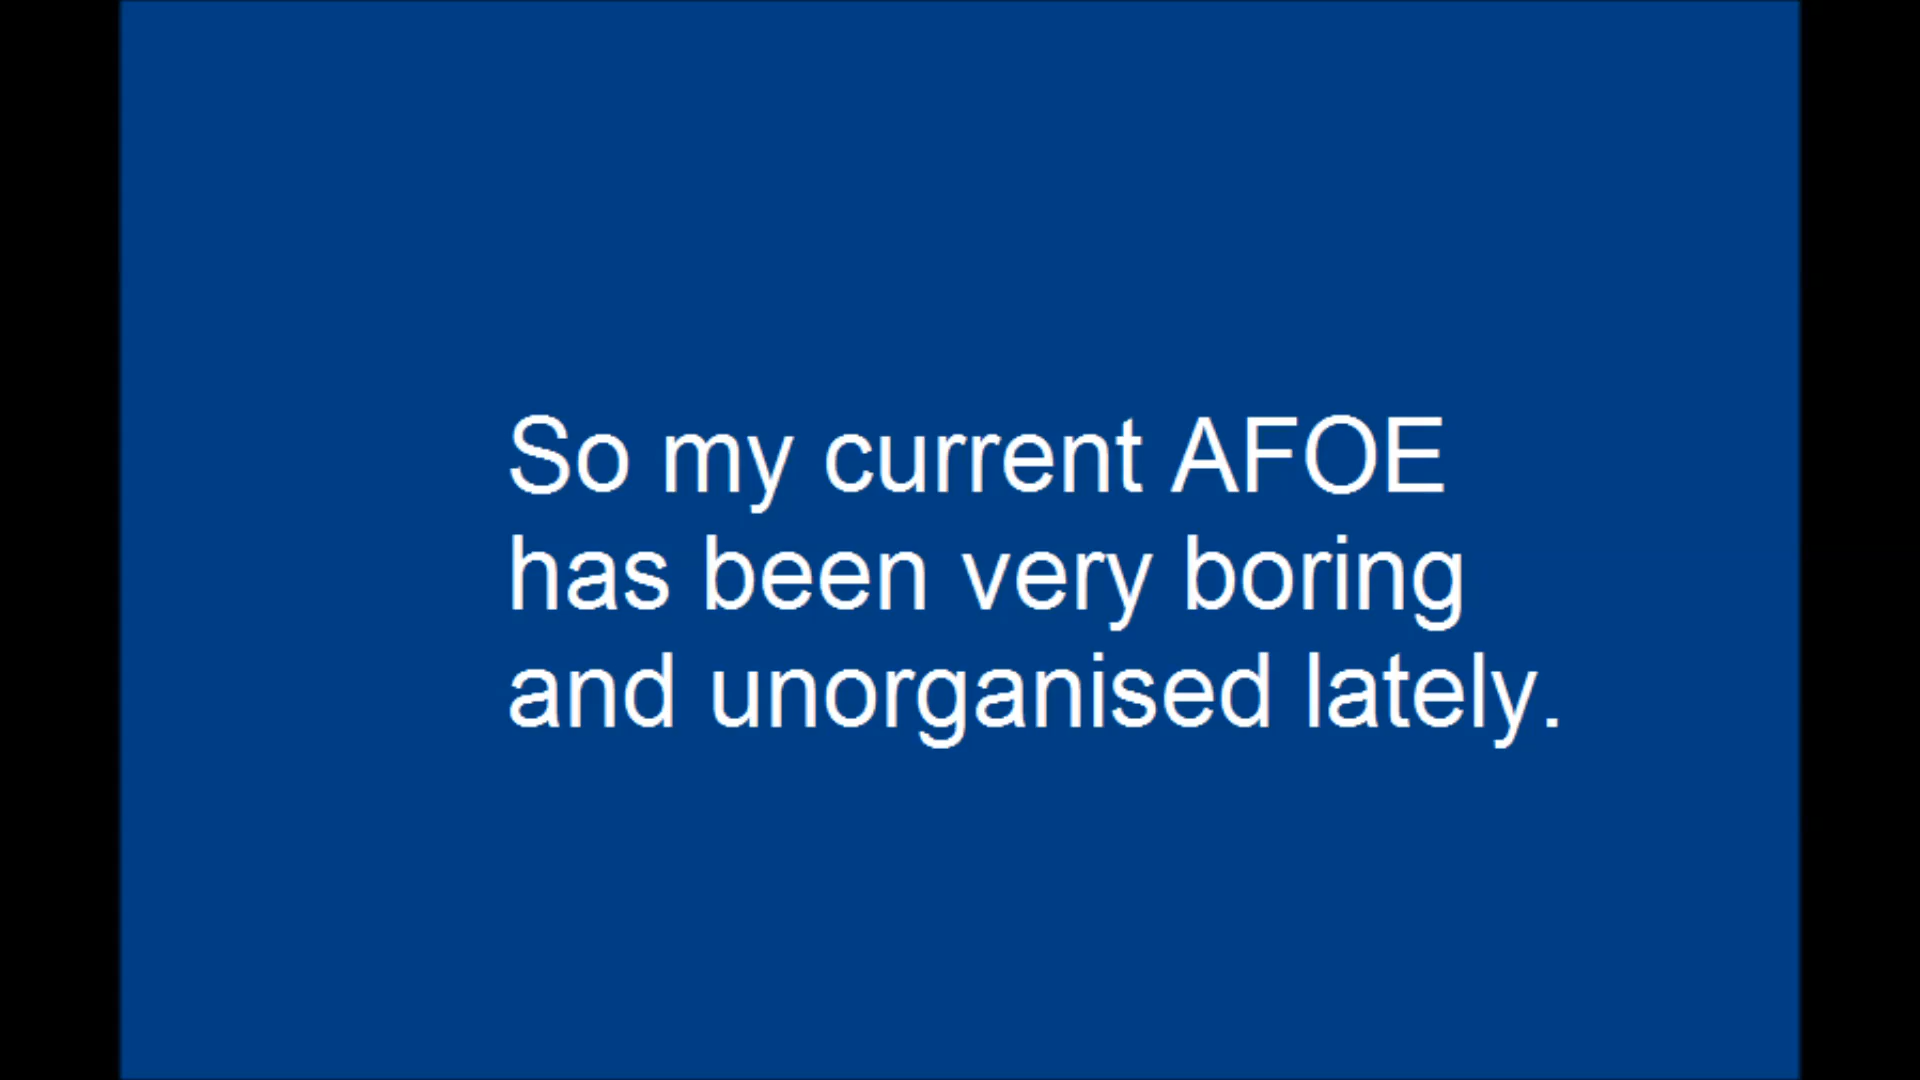 So my current AFOE
has been very boring
and unorganised lately.